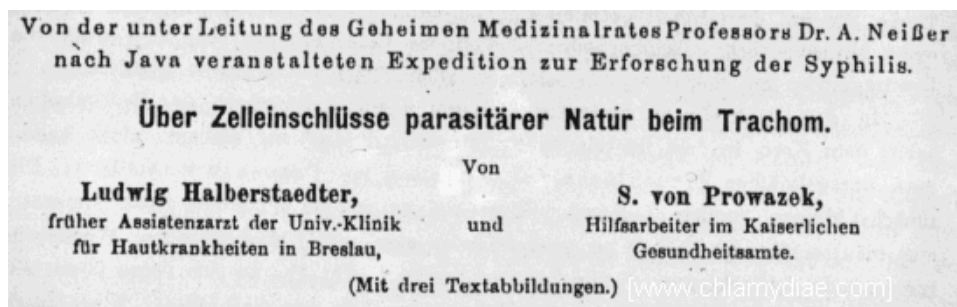 Von der unter Leitung des Geheimen Medizinalrates Professors Dr. A. Neißer
nach Java veranstalteten Expedition zur Erforschung der Syphilis.
Über Zelleinschlüsse parasitärer Natur beim Trachom.
Von
Ludwig Halberstaedter,
früher Assistenzarzt der Univ.-Klinik
für Hautkrankheiten in Breslau,
und
S. von Prowazek,
Hilfsarbeiter im Kaiserlichen
Gesundheitsamte.
(Mit drei Textabbildungen.)
[www.chlamydiae.com]